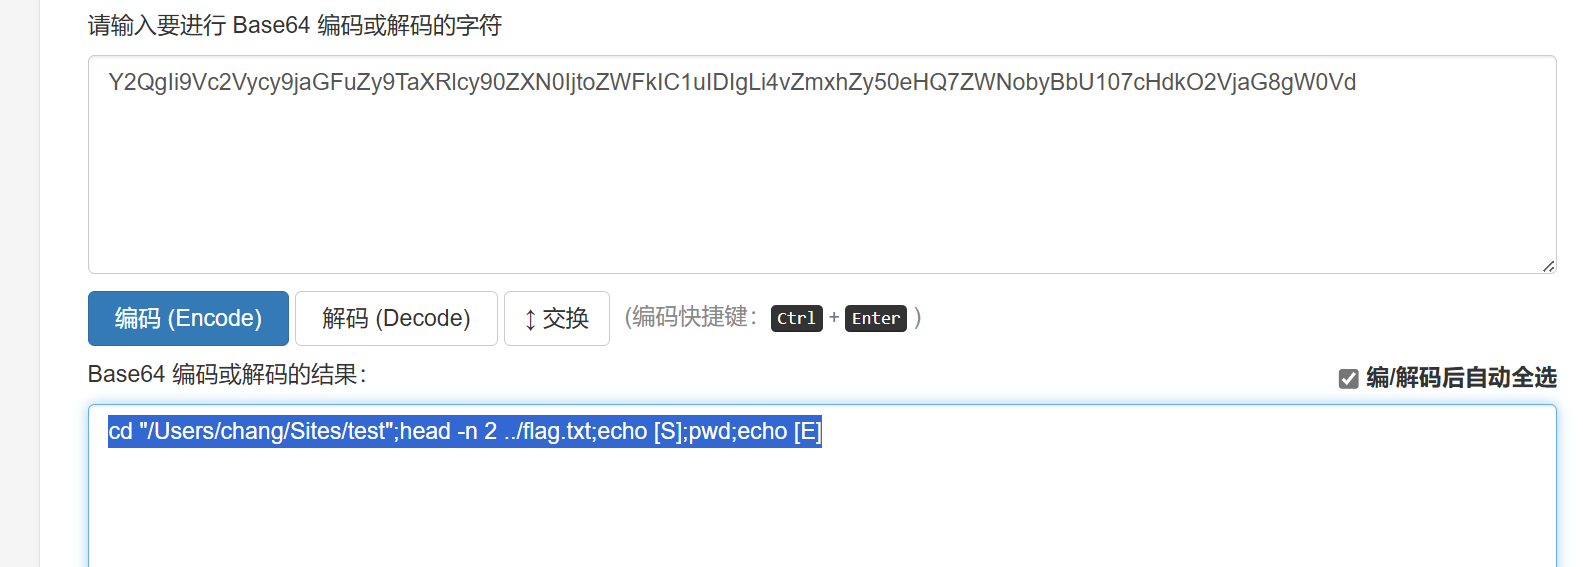 请输入要进行 Base64 编码或解码的字符
Y2QgIi9Vc2Vycy9jaGFuZy9TaXRlcy90ZXN0IjtoZWFkIC1uIDIgLi4vZmxhZy50eHQ7ZWNobyBbU107cHdkO2VjaG8gW0Vd
编码 (Encode) 解码 (Decode) ↕ 交换 (编码快捷键: Ctrl + Enter )
Base64 编码或解码的结果: 编/解码后自动全选
cd "/Users/chang/Sites/test";head -n 2 ../flag.txt;echo [S];pwd;echo [E]